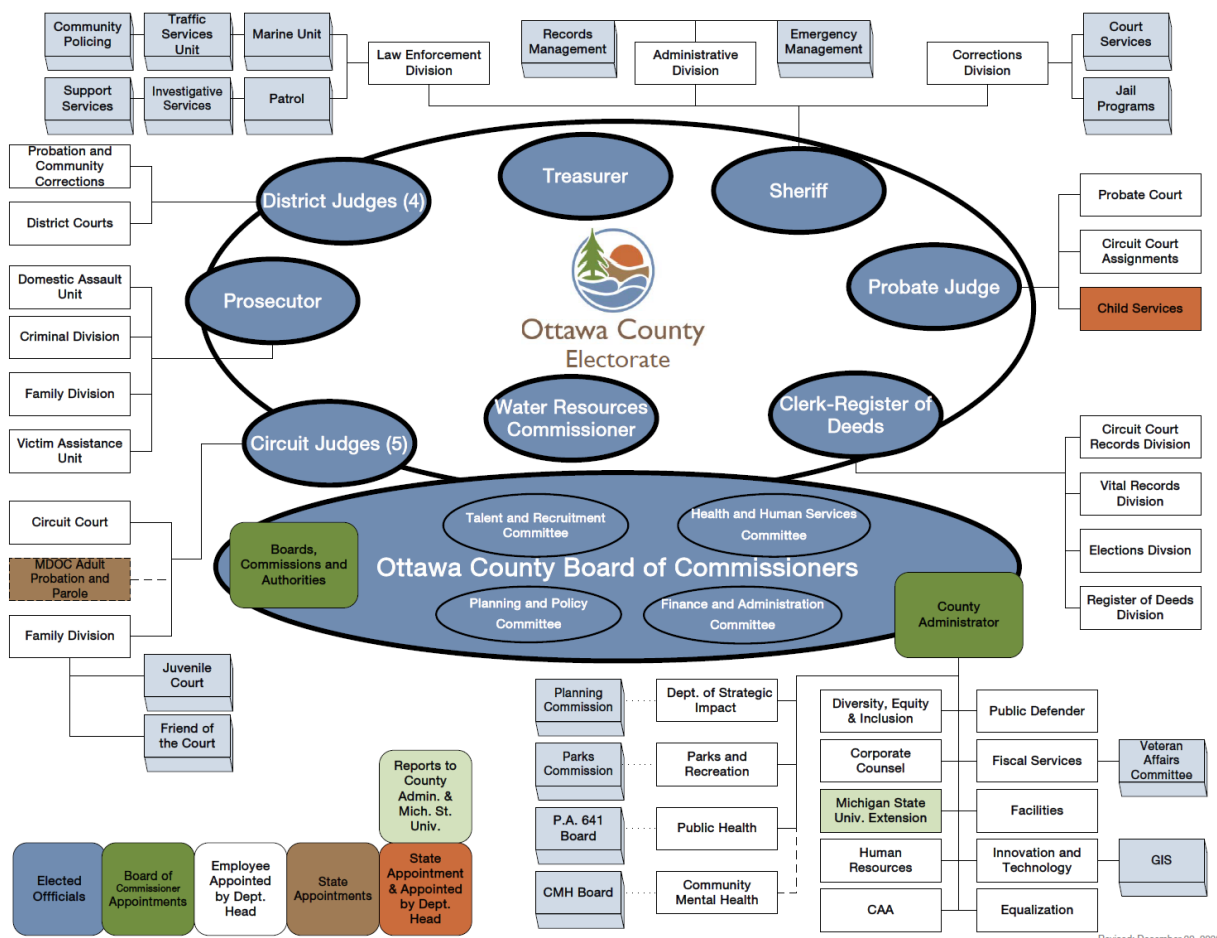 Community
Policing
Traffic
Services
Unit
Marine Unit
Support
Services
Investigative
Services
Patrol
Law Enforcement
Division
Records
Management
Administrative
Division
Emergency
Management
Corrections
Division
Court
Services
Jail
Programs
Probation and
Community
Corrections
District Courts
District Judges (4)
Treasurer
Sheriff
Probate Court
Circuit Court
Assignments
Child Services
Domestic Assault
Unit
Criminal Division
Family Division
Victim Assistance
Unit
Prosecutor
Probate Judge
Ottawa County
Electorate
Water Resources
Commissioner
Clerk-Register of
Deeds
Circuit Judges (5)
Circuit Court
Records Division
Vital Records
Division
Elections Divsion
Register of Deeds
Division
Circuit Court
MDOC Adult
Probation and
Parole
Family Division
Juvenile
Court
Friend of
the Court
Talent and Recruitment
Committee
Health and Human Services
Committee
Boards,
Commissions and
Authorities
Ottawa County Board of Commissioners
Planning and Policy
Committee
Finance and Administration
Committee
County
Administrator
Planning
Commission
Dept. of Strategic
Impact
Parks
Commission
Parks and
Recreation
P.A. 641
Board
Public Health
CMH Board
Community
Mental Health
Diversity, Equity
& Inclusion
Public Defender
Corporate
Counsel
Fiscal Services
Veteran
Affairs
Committee
Michigan State
Univ. Extension
Facilities
Human
Resources
Innovation and
Technology
GIS
CAA
Equalization
Reports to
County
Admin. &
Mich. St.
Univ.
Elected
Officials
Board of
Commissioner
Appointments
Employee
Appointed
by Dept.
Head
State
Appointments
State
Appointment
& Appointed
by Dept.
Head